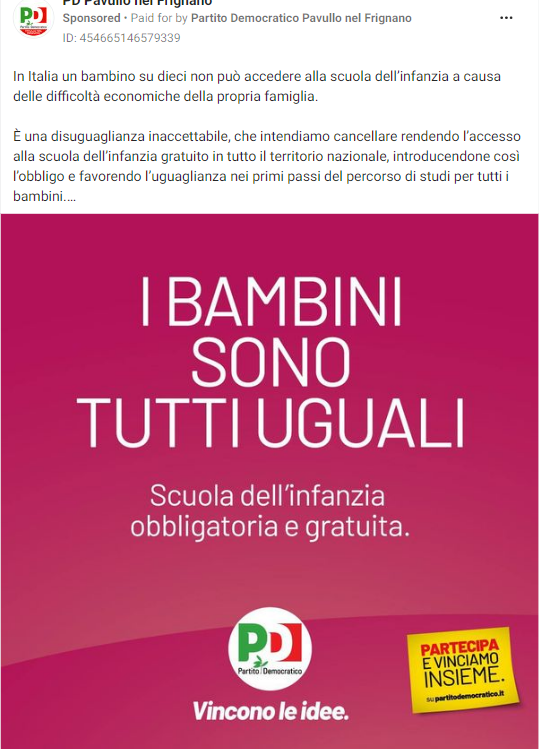 PD Pavullo nel Frignano
Sponsored • Paid for by Partito Democratico Pavullo nel Frignano
ID: 454665146579339
In Italia un bambino su dieci non può accedere alla scuola dell'infanzia a causa
delle difficoltà economiche della propria famiglia.
È una disuguaglianza inaccettabile, che intendiamo cancellare rendendo l'accesso
alla scuola dell'infanzia gratuito in tutto il territorio nazionale, introducendone così
l'obbligo e favorendo l'uguaglianza nei primi passi del percorso di studi per tutti i
bambini....
I BAMBINI
SONO
TUTTI UGUALI
Scuola dell'infanzia
obbligatoria e gratuita.
PD
Partito Democratico
Vincono le idee.
PARTECIPA
E VINCIAMO
INSIEME.
su partitodemocratico.it